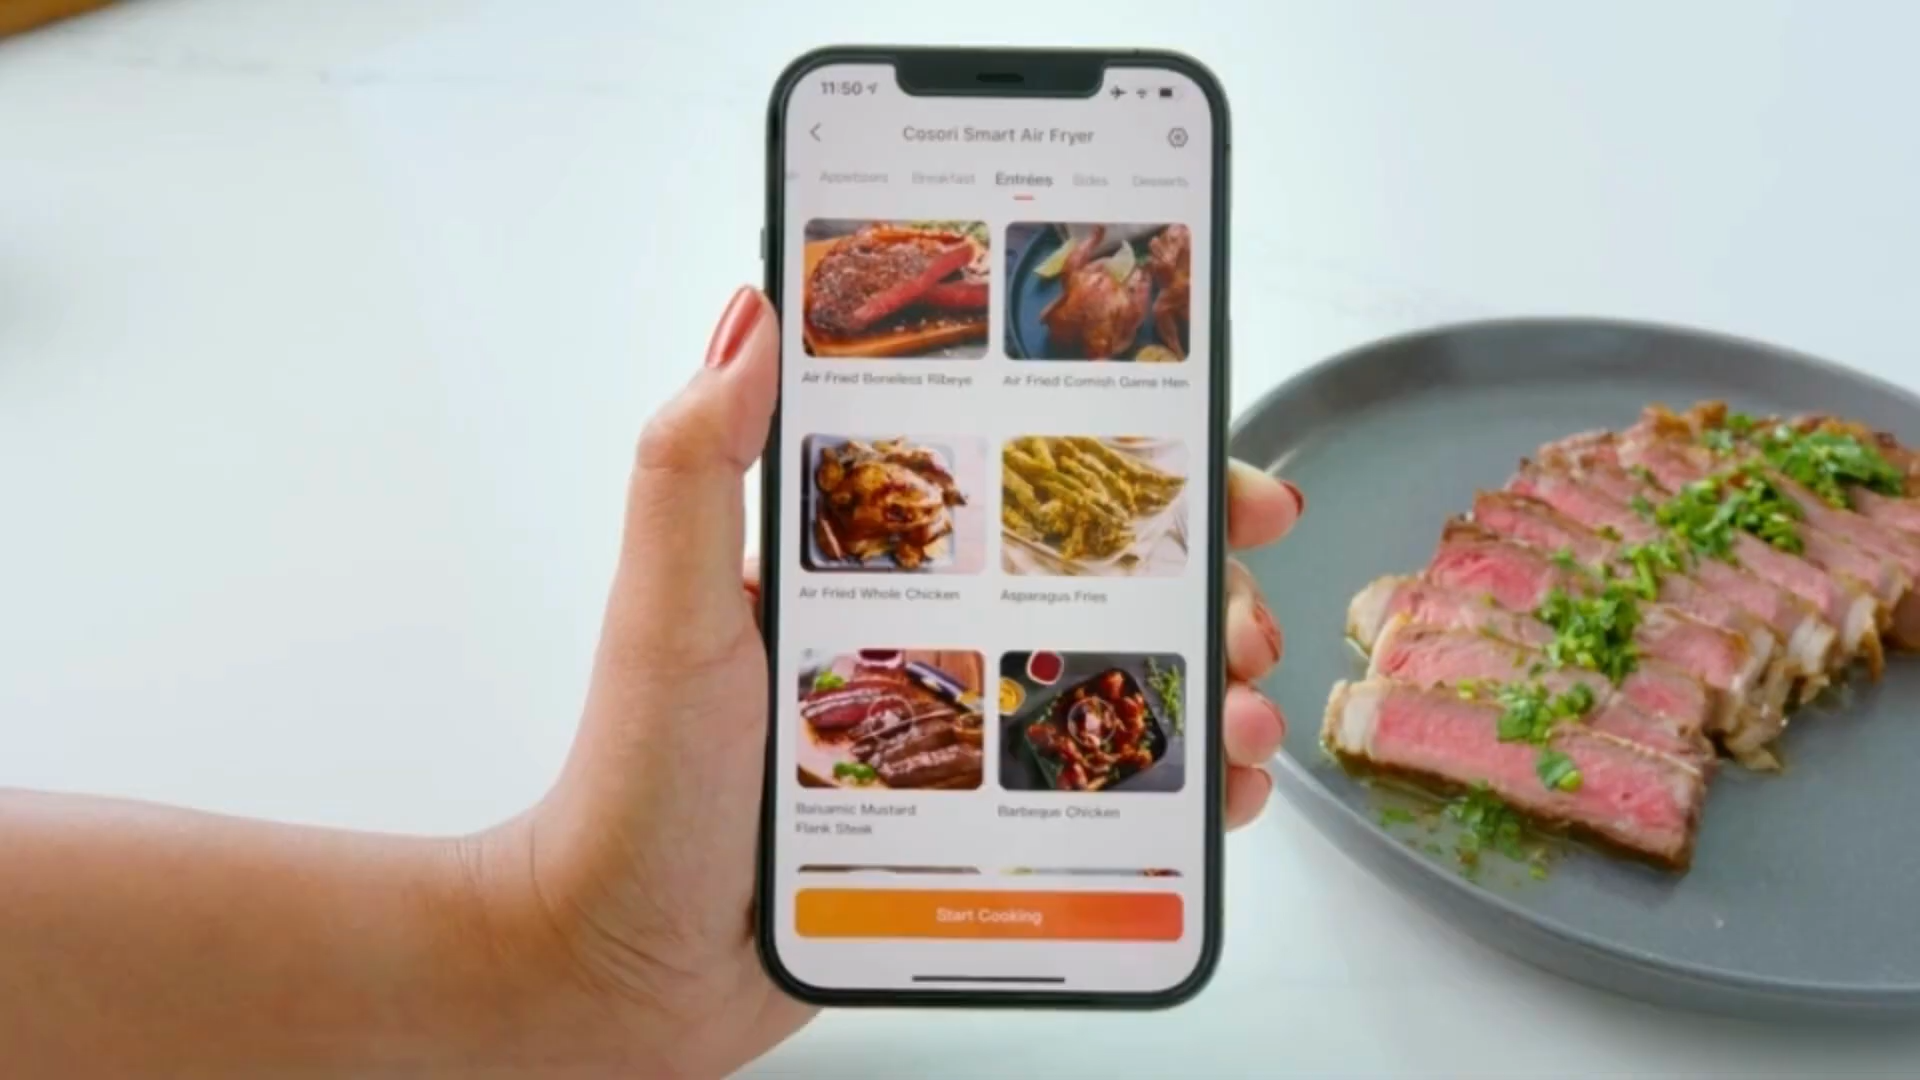 11:50
Cosori Smart Air Fryer
Appetizers Breakfast Entrées Sides Desserts
Air Fried Boneless Ribeye
Air Fried Cornish Game Hen
Air Fried Whole Chicken
Asparagus Fries
Balsamic Mustard
Flank Steak
Barbeque Chicken
Start Cooking